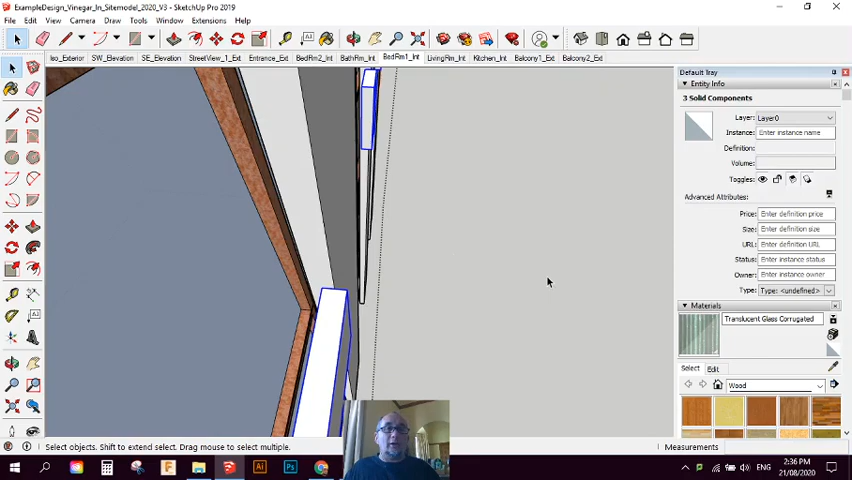 ExampleDesign_Vinegar_In_Sitemodel_2020_V3 - SketchUp Pro 2019
File Edit View Camera Draw Tools Window Extensions Help
Iso_Exterior SW_Elevation SE_Elevation StreetView_1_Ext Entrance_Ext BedRm2_Int BathRm_Int BedRm1_Int LivingRm_Int Kitchen_Int Balcony1_Ext Balcony2_Ext
Default Tray
Entity Info
3 Solid Components
Layer: Layer0
Instance: Enter instance name
Definition:
Volume:
Toggles:
Advanced Attributes:
Price: Enter definition price
Size: Enter definition size
URL: Enter definition URL
Status: Enter instance status
Owner: Enter instance owner
Type: Type: <undefined>
Materials
Translucent Glass Corrugated
Select Edit
Wood
Select objects. Shift to extend select. Drag mouse to select multiple.
Measurements
ENG
2:36 PM
21/08/2020